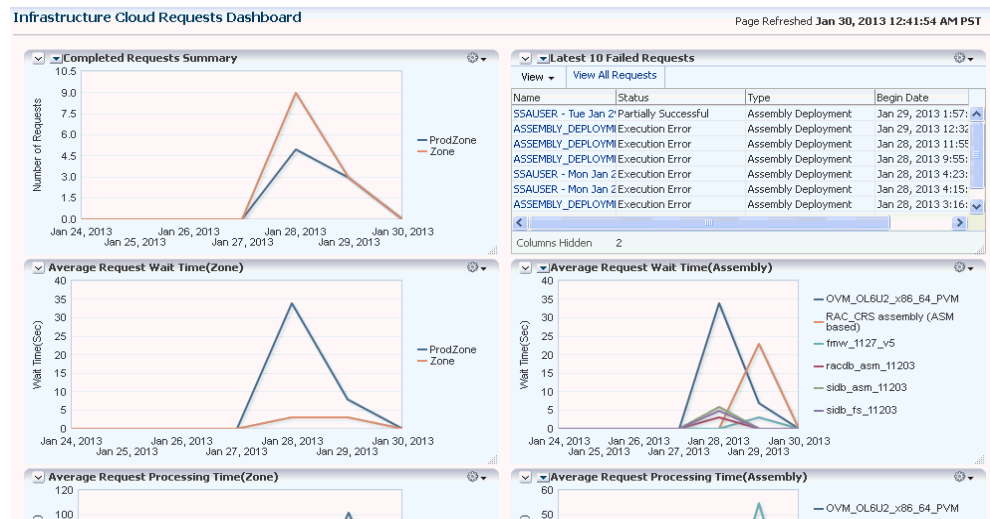 Infrastructure Cloud Requests Dashboard
Page Refreshed Jan 30, 2013 12:41:54 AM PST
Completed Requests Summary
10.5
9.0
7.5
6.0
4.5
3.0
1.5
0.0
Number of Requests
Jan 24, 2013
Jan 25, 2013
Jan 26, 2013
Jan 27, 2013
Jan 28, 2013
Jan 29, 2013
Jan 30, 2013
ProdZone
Zone
Latest 10 Failed Requests
View View All Requests
Name Status Type Begin Date
SSAUSER - Tue Jan 2 Partially Successful Assembly Deployment Jan 29, 2013 1:57:
ASSEMBLY_DEPLOYM Execution Error Assembly Deployment Jan 29, 2013 12:32
ASSEMBLY_DEPLOYM Execution Error Assembly Deployment Jan 28, 2013 11:55
ASSEMBLY_DEPLOYM Execution Error Assembly Deployment Jan 28, 2013 9:55:
SSAUSER - Mon Jan 2 Execution Error Assembly Deployment Jan 28, 2013 4:23:
SSAUSER - Mon Jan 2 Execution Error Assembly Deployment Jan 28, 2013 4:15:
ASSEMBLY_DEPLOYM Execution Error Assembly Deployment Jan 28, 2013 3:16:
Columns Hidden 2
Average Request Wait Time(Zone)
40
35
30
25
20
15
10
5
0
Wait Time(Sec)
Jan 24, 2013
Jan 25, 2013
Jan 26, 2013
Jan 27, 2013
Jan 28, 2013
Jan 29, 2013
Jan 30, 2013
ProdZone
Zone
Average Request Wait Time(Assembly)
40
35
30
25
20
15
10
5
0
Wait Time(Sec)
Jan 24, 2013
Jan 25, 2013
Jan 26, 2013
Jan 27, 2013
Jan 28, 2013
Jan 29, 2013
Jan 30, 2013
OVM_OL6U2_x86_64_PVM
RAC_CRS assembly (ASM
based)
fmw_1127_v5
racdb_asm_11203
sidb_asm_11203
sidb_fs_11203
Average Request Processing Time(Zone)
120
100
Average Request Processing Time(Assembly)
60
50
OVM_OL6U2_x86_64_PVM